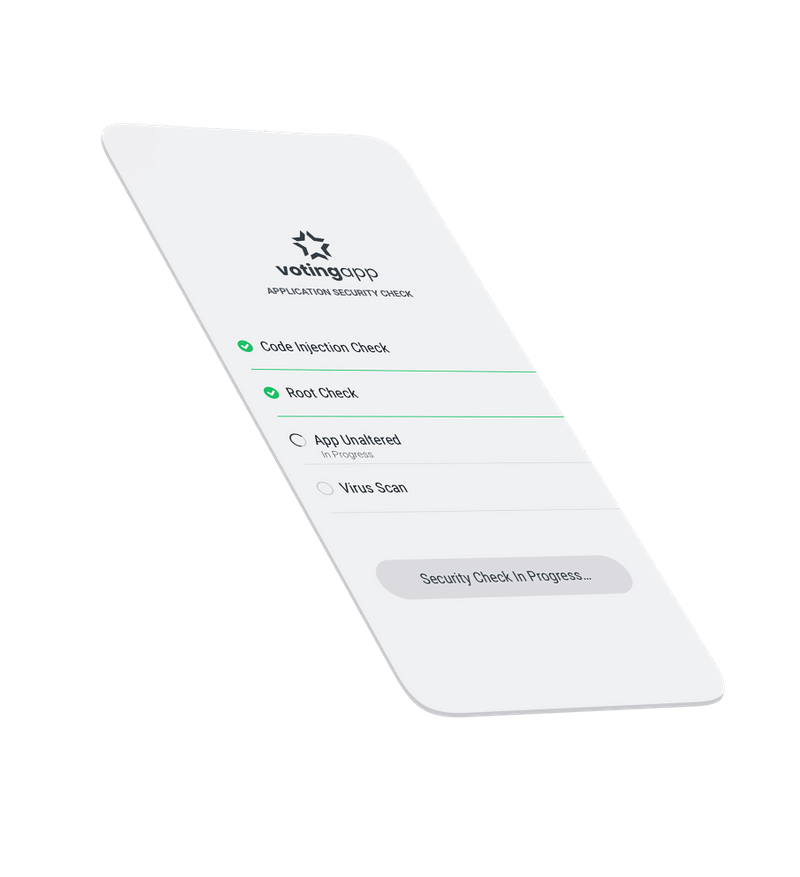 votingapp
APPLICATION SECURITY CHECK
Code Injection Check
Root Check
App Unaltered
In Progress
Virus Scan
Security Check In Progress...